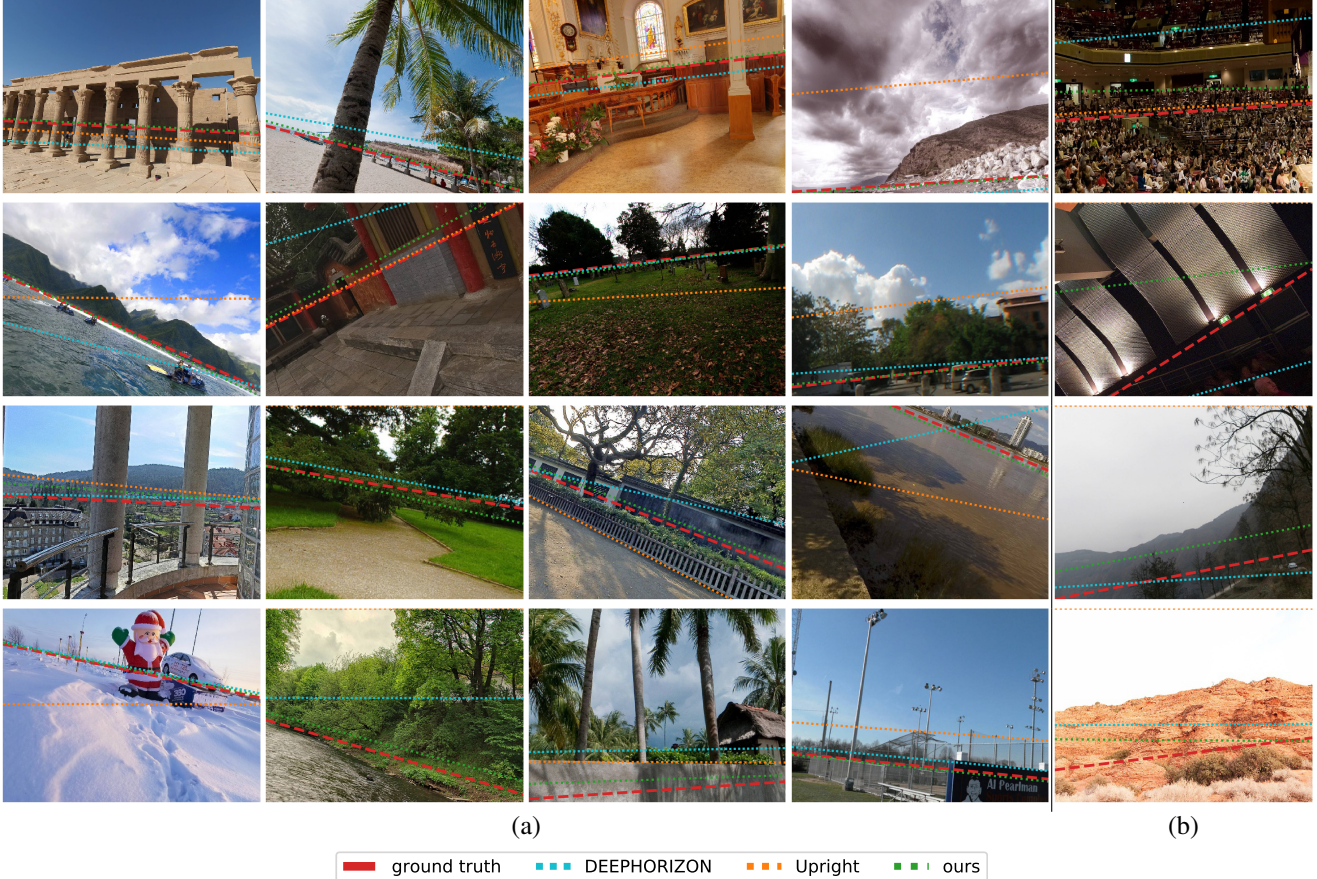 Al Pearlman
(a)
(b)
ground truth
DEEPHORIZON
Upright
ours